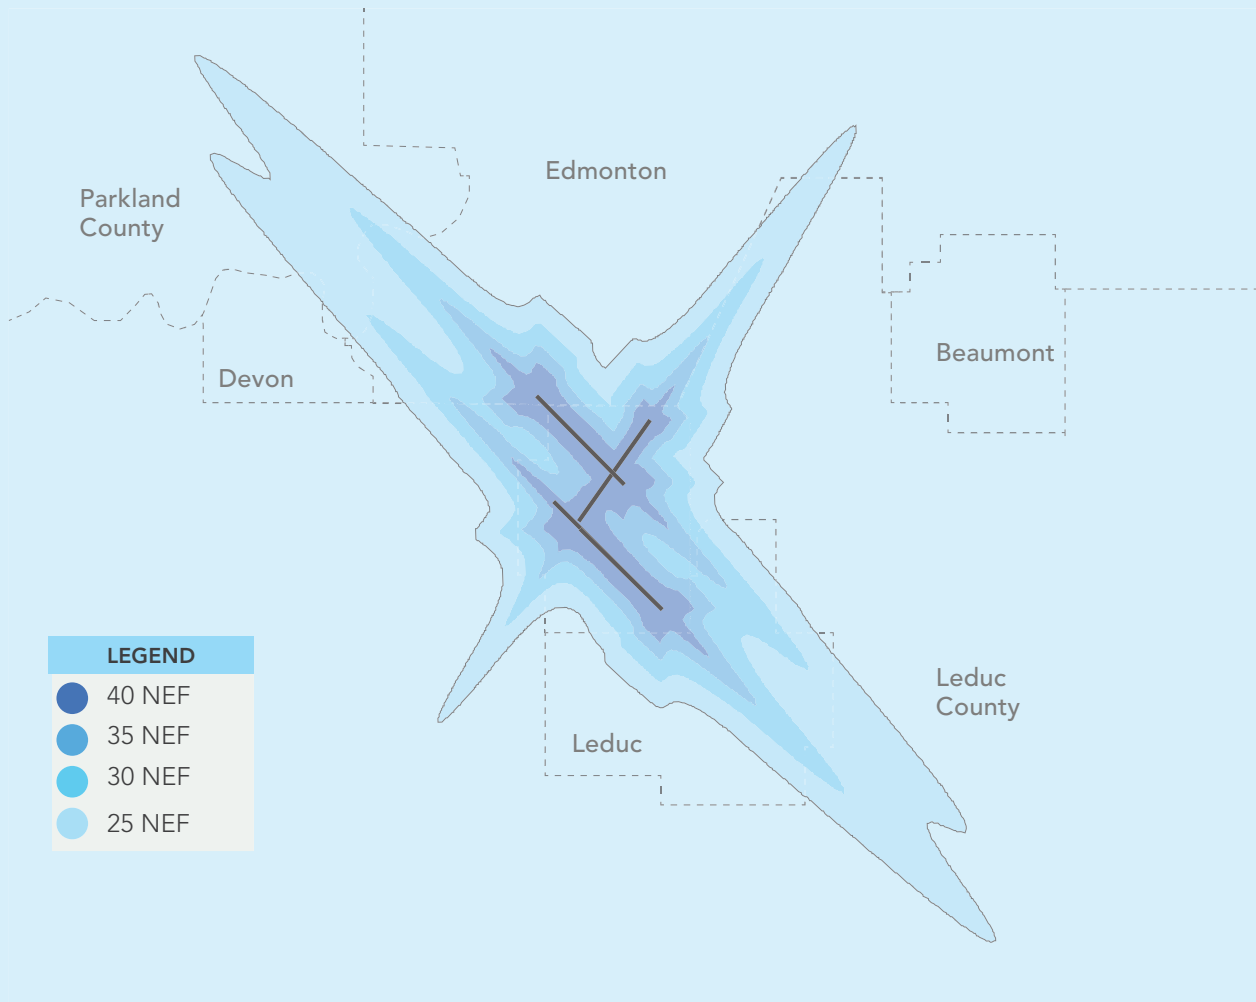 Edmonton
Parkland
County
Beaumont
Devon
LEGEND
40 NEF
35 NEF
30 NEF
25 NEF
Leduc
County
Leduc